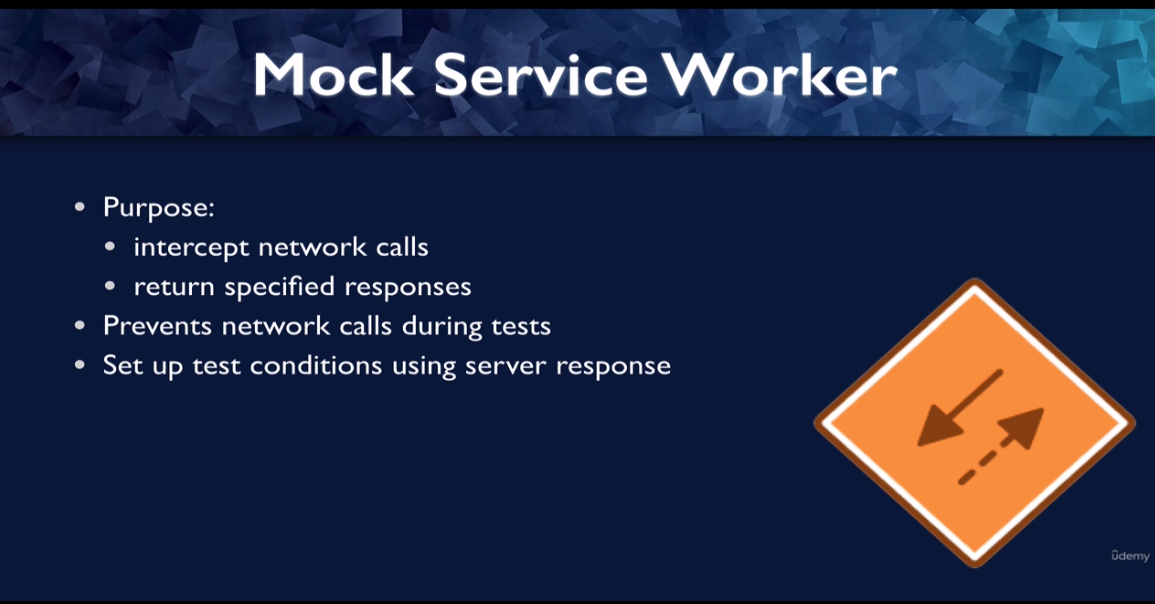 Mock Service Worker
• Purpose:
• intercept network calls
• return specified responses
• Prevents network calls during tests
• Set up test conditions using server response
ûdemy